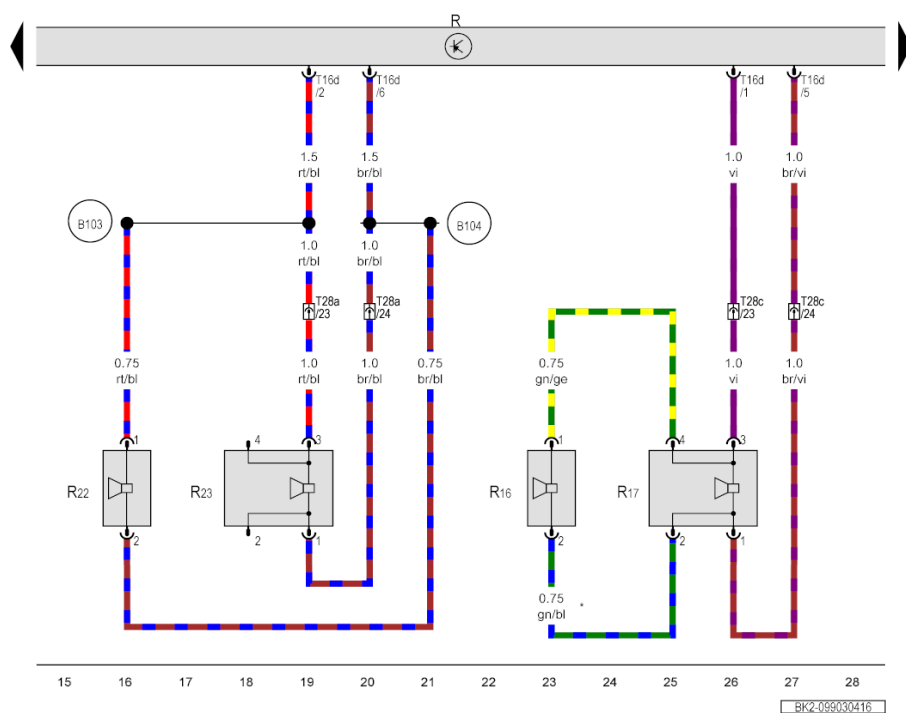 R
T16d
/2
T16d
/6
T16d
/1
T16d
/5
1.5
rt/bl
1.5
br/bl
1.0
vi
1.0
br/vi
B103
B104
1.0
rt/bl
1.0
br/bl
T28a
/23
T28a
/24
T28c
/23
T28c
/24
0.75
rt/bl
1.0
rt/bl
1.0
br/bl
0.75
br/bl
0.75
gn/ge
1.0
vi
1.0
br/vi
1
4
3
1
4
3
R22
R23
R16
R17
2
2
1
2
2
1
0.75
gn/bl
15 16 17 18 19 20 21 22 23 24 25 26 27 28
BK2-099030416